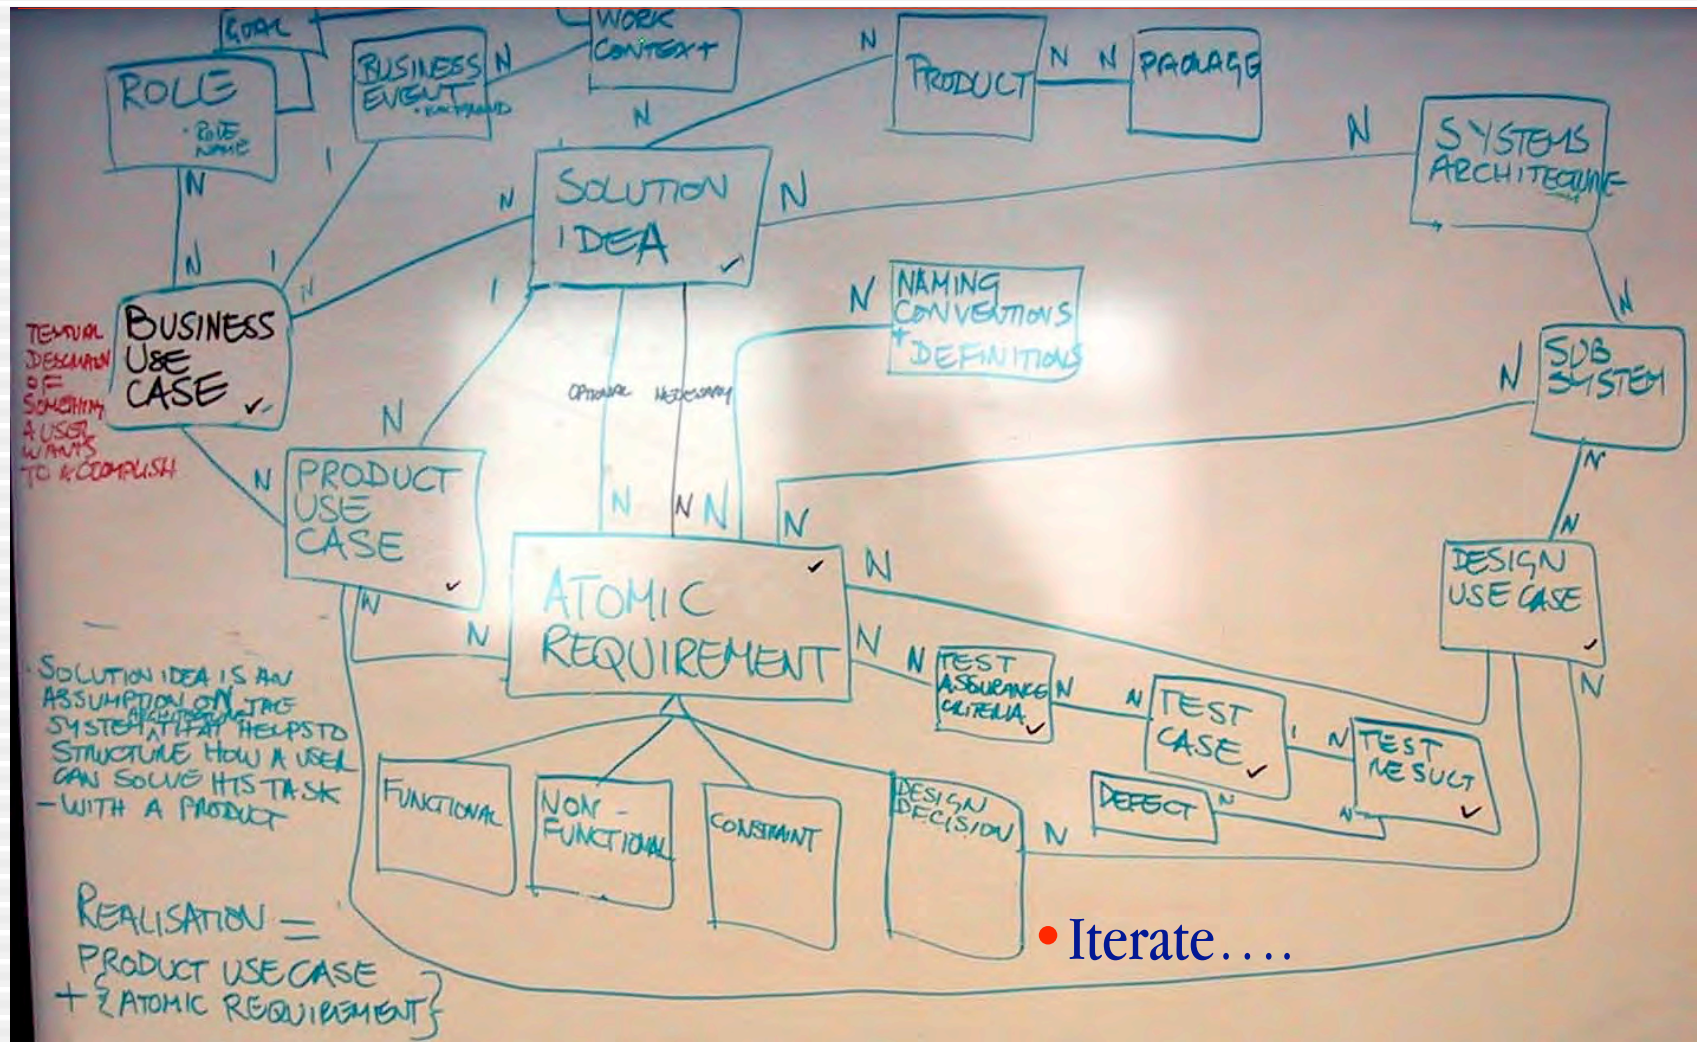 GOAL
WORK
CONTEXT
ROLE
• ROLE
NAME
BUSINESS
EVENT
N
N
PRODUCT
N
N
PACKAGE
N
SYSTEMS
ARCHITECTURE
N
1
N
SOLUTION
IDEA
N
N
N
1
N
1
BUSINESS
USE
CASE
NAMING
CONVENTIONS
+
DEFINITIONS
N
N
SUB
SYSTEM
N
N
TEXTUAL
DESCRIPTION
OF
SOMETHING
A USER
WANTS
TO ACCOMPLISH
OPTIONAL
NECESSARY
N
N
PRODUCT
USE
CASE
N
N
N
N
N
N
DESIGN
USE CASE
N
N
ATOMIC
REQUIREMENT
N
N
N
N
TEST
ASSURANCE
CRITERIA
N
N
TEST
CASE
1
N
TEST
RESULT
SOLUTION IDEA IS AN
ASSUMPTION ON THE
ARCHITECTURE
SYSTEM THAT HELPS TO
STRUCTURE HOW A USER
CAN SOLVE HIS TASK
– WITH A PRODUCT
FUNCTIONAL
NON-
FUNCTIONAL
CONSTRAINT
DESIGN
DECISION
N
DEFECT
N
N
REALISATION =
PRODUCT USE CASE
+ {ATOMIC REQUIREMENT}
• Iterate....